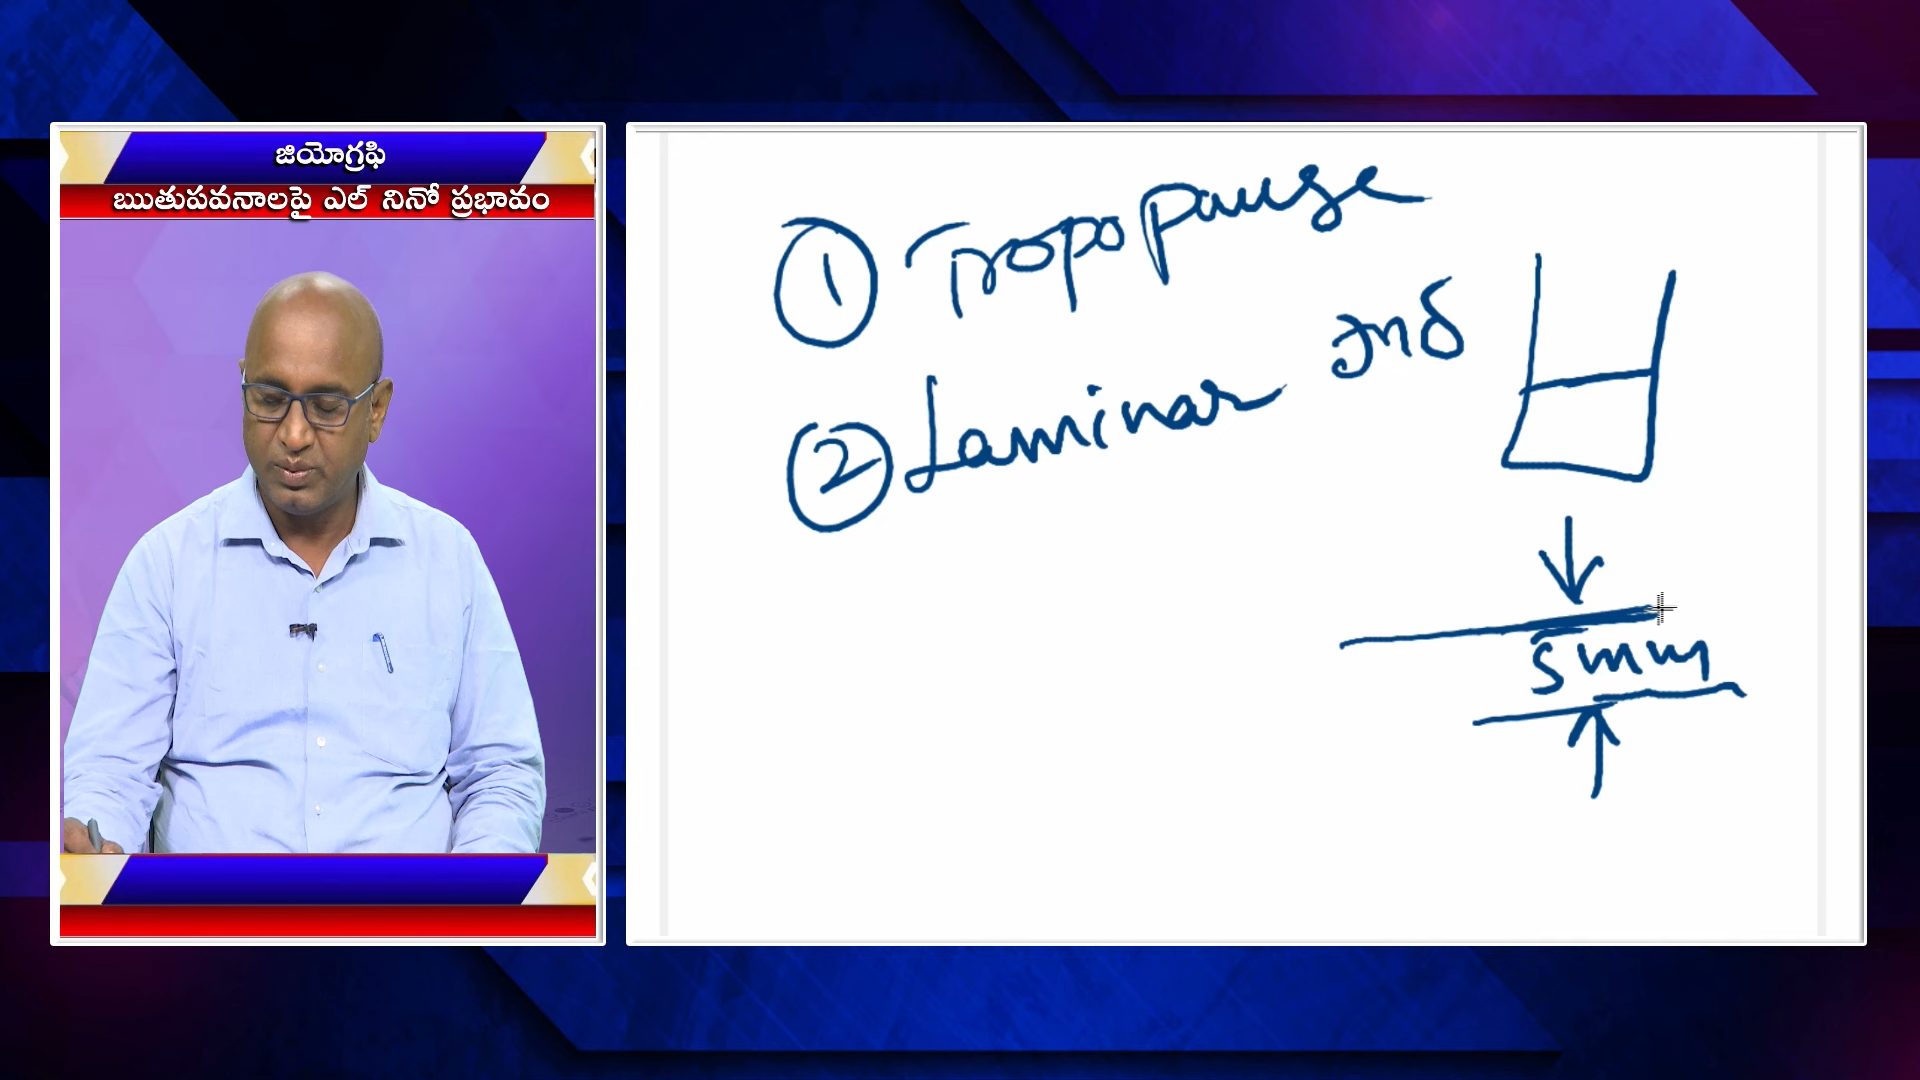 జియోగ్రఫి
ఋతుపవనాలపై ఎల్ నినో ప్రభావం
1 Tropopause
2 Laminar
5mm